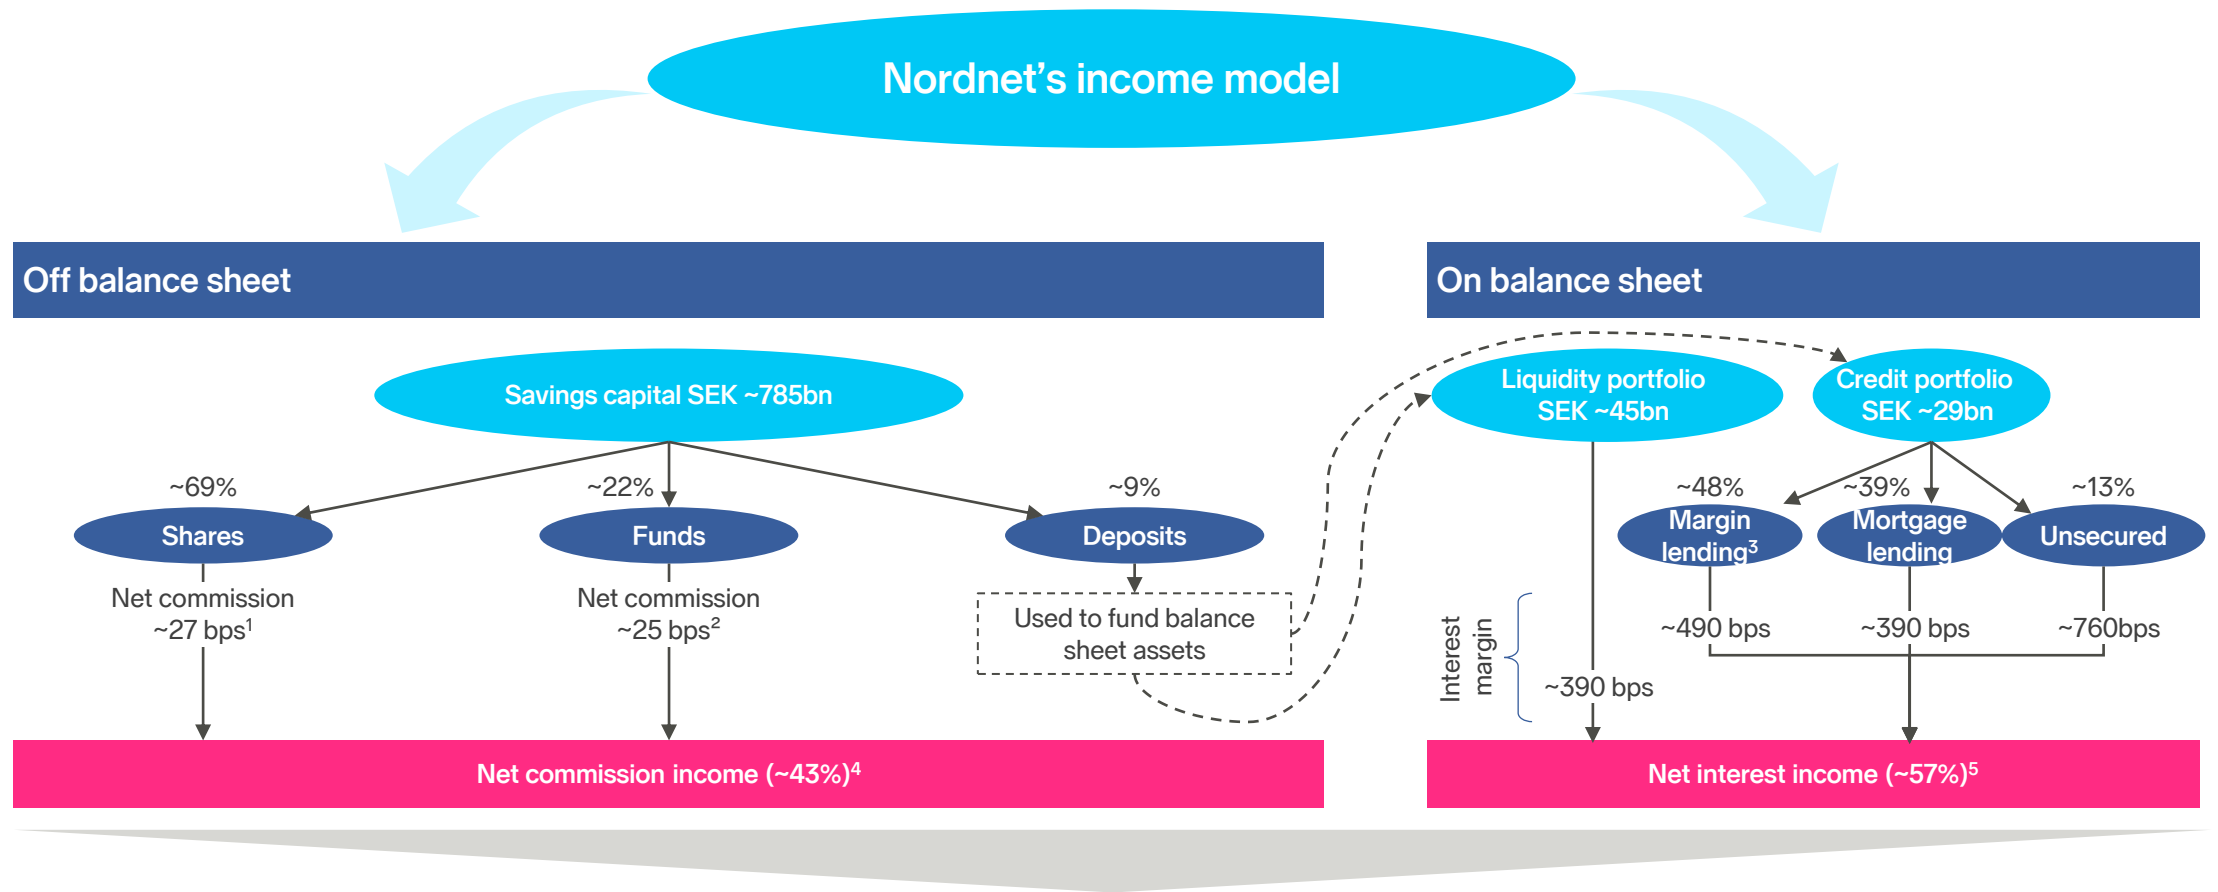 Nordnet's income model
Off balance sheet
On balance sheet
Savings capital SEK ~785bn
Liquidity portfolio
SEK ~45bn
Credit portfolio
SEK ~29bn
~69%
~22%
~9%
~48%
~39%
~13%
Shares
Funds
Deposits
Margin
lending³
Mortgage
lending
Unsecured
Net commission
~27 bps¹
Net commission
~25 bps²
Used to fund balance
sheet assets
Interest
margin
~390 bps
~490 bps
~390 bps
~760bps
Net commission income (~43%)⁴
Net interest income (~57%)⁵